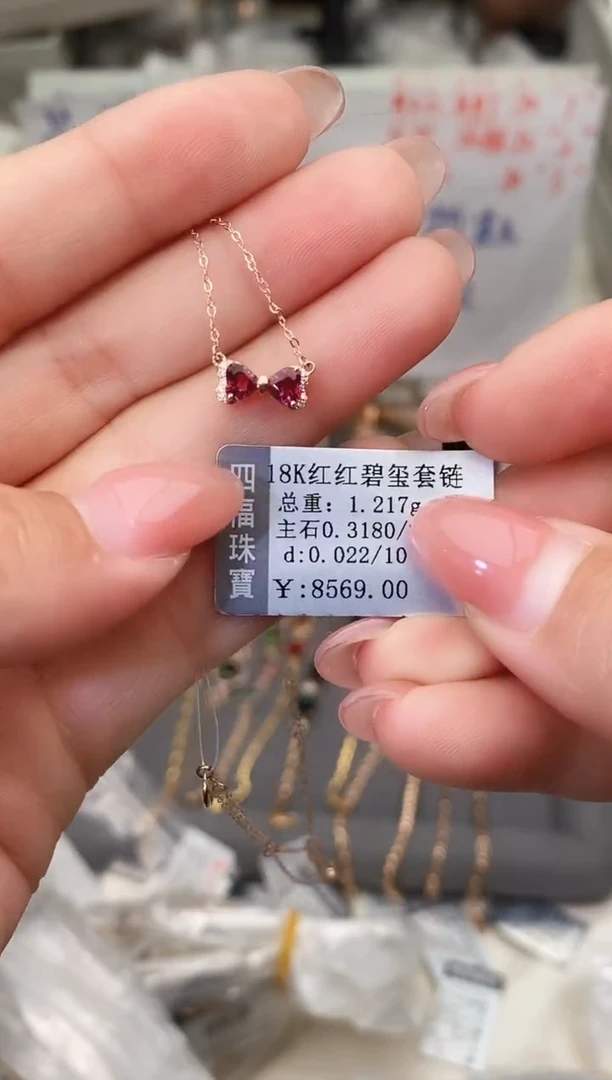 四福珠寶
18K红红碧玺套链
总重：1.217g
主石0.3180/
d:0.022/10
￥:8569.00